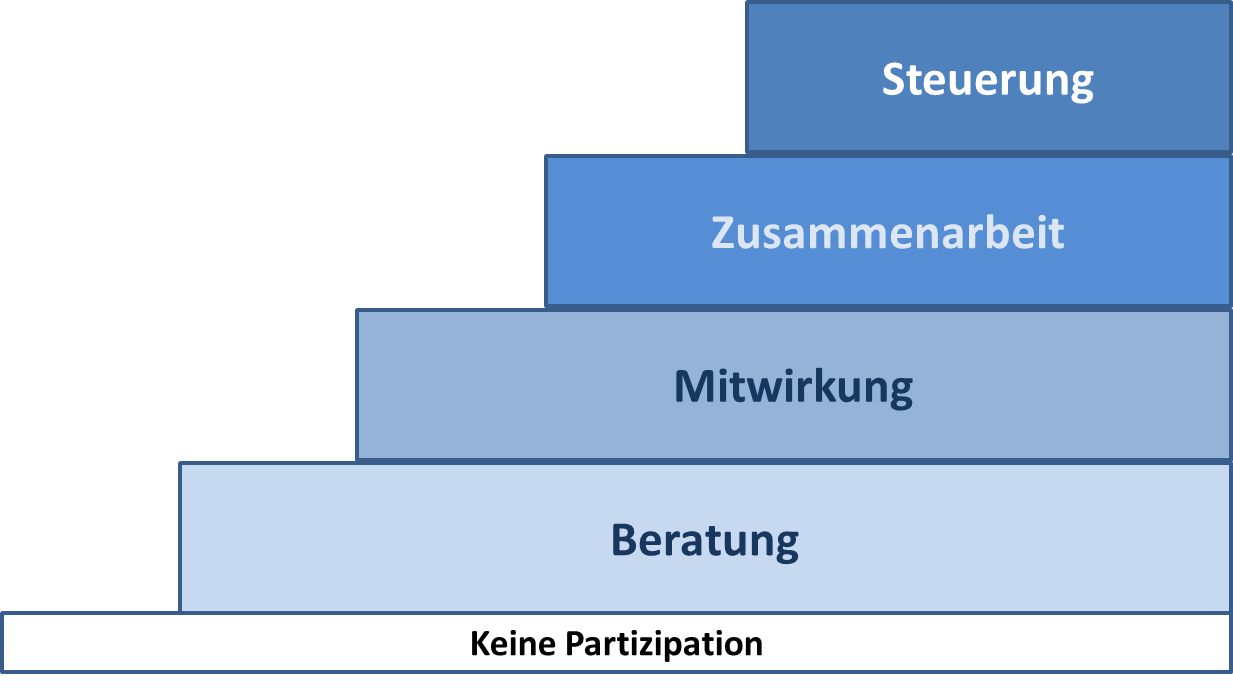 Steuerung
Zusammenarbeit
Mitwirkung
Beratung
Keine Partizipation